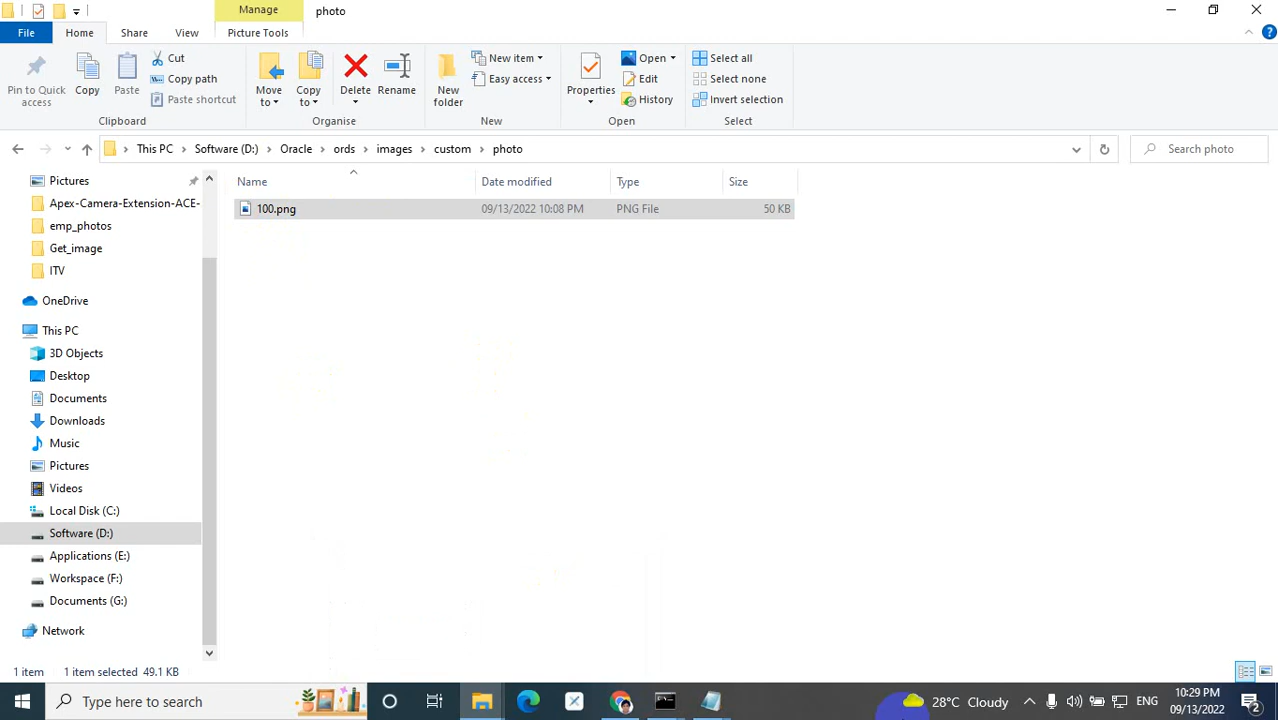 Manage photo
File Home Share View Picture Tools
Pin to Quick access
Copy
Paste
Cut
Copy path
Paste shortcut
Clipboard
Move to
Copy to
Delete
Rename
Organise
New folder
New item
Easy access
New
Properties
Open
Edit
History
Open
Select all
Select none
Invert selection
Select
This PC > Software (D:) > Oracle > ords > images > custom > photo
Search photo
Name Date modified Type Size
100.png 09/13/2022 10:08 PM PNG File 50 KB
Pictures
Apex-Camera-Extension-ACE-
emp_photos
Get_image
ITV
OneDrive
This PC
3D Objects
Desktop
Documents
Downloads
Music
Pictures
Videos
Local Disk (C:)
Software (D:)
Applications (E:)
Workspace (F:)
Documents (G:)
Network
1 item 1 item selected 49.1 KB
Type here to search
28°C Cloudy
ENG
10:29 PM
09/13/2022
2